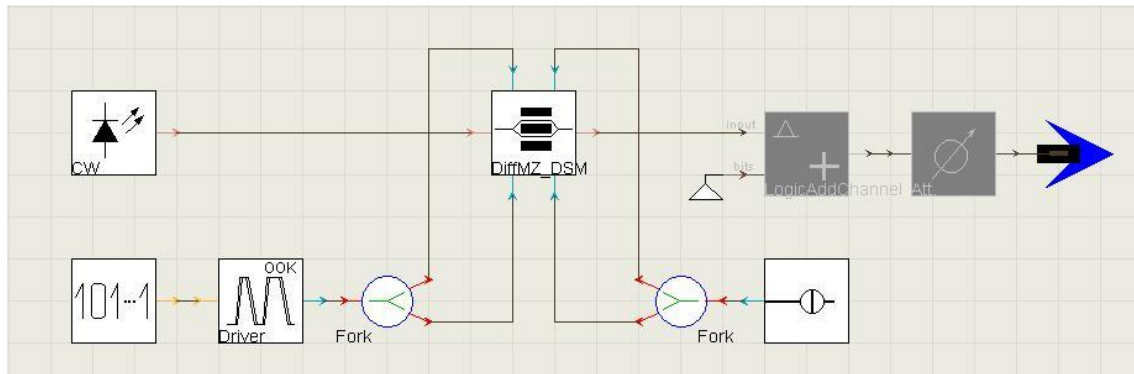 input
CW
DiffMZ_DSM
bits
LogicAddChannel Att.
101...1
OOK
Driver
Fork
Fork